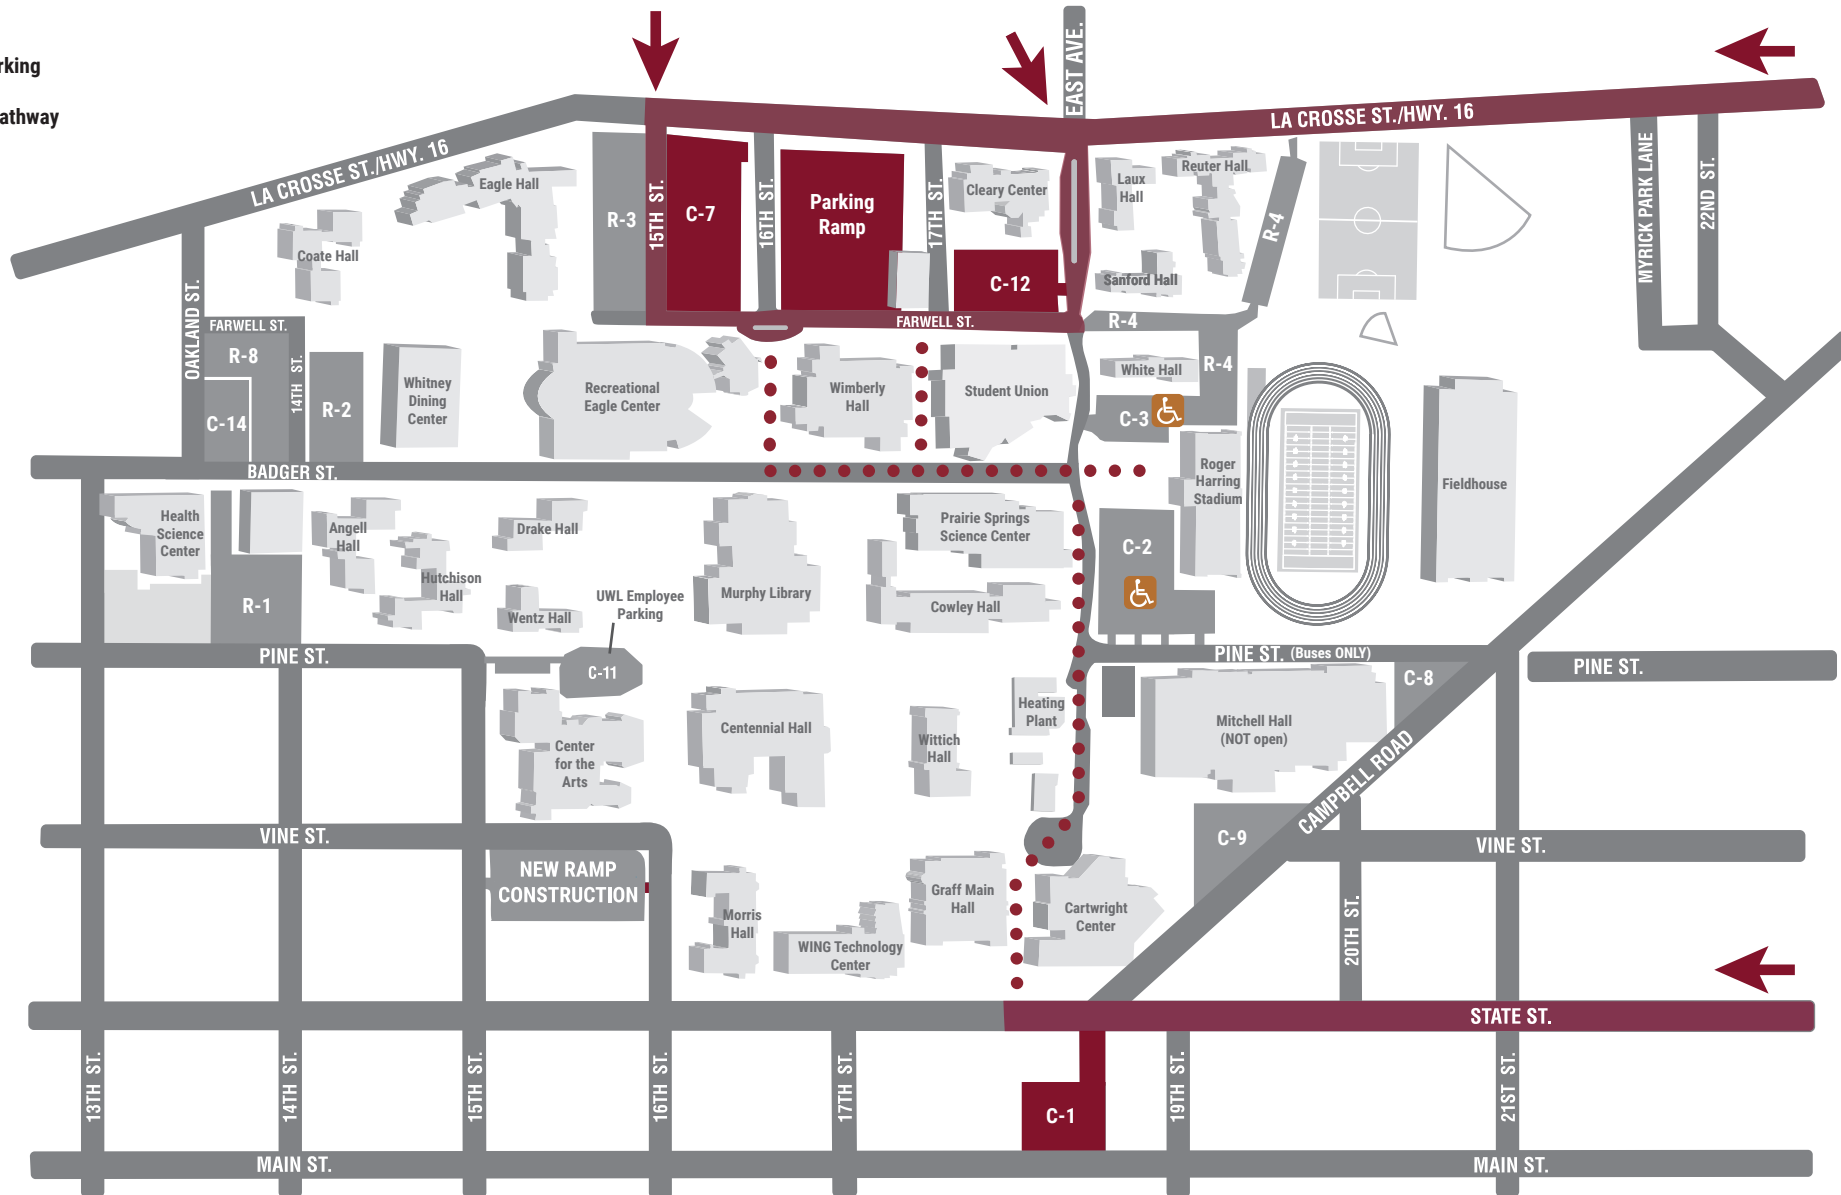 rking
athway
EAST AVE.
LA CROSSE ST./HWY. 16
LA CROSSE ST./HWY. 16
Eagle Hall
R-3
15TH ST.
C-7
16TH ST.
Parking
Ramp
17TH ST.
Cleary Center
Laux
Hall
Reuter Hall
R-4
MYRICK PARK LANE
22ND ST.
Coate Hall
C-12
Sanford Hall
OAKLAND ST.
FARWELL ST.
FARWELL ST.
R-4
R-8
14TH ST.
R-2
C-14
Whitney
Dining
Center
Recreational
Eagle Center
Wimberly
Hall
Student Union
White Hall
R-4
C-3
BADGER ST.
Roger
Harring
Stadium
Fieldhouse
Health
Science
Center
Angell
Hall
Drake Hall
Prairie Springs
Science Center
C-2
Hutchison
Hall
R-1
Wentz Hall
UWL Employee
Parking
Murphy Library
Cowley Hall
PINE ST.
C-11
PINE ST. (Buses ONLY)
C-8
PINE ST.
Center
for the
Arts
Centennial Hall
Wittich
Hall
Heating
Plant
Mitchell Hall
(NOT open)
CAMPBELL ROAD
VINE ST.
C-9
VINE ST.
NEW RAMP
CONSTRUCTION
Morris
Hall
WING Technology
Center
Graff Main
Hall
Cartwright
Center
20TH ST.
STATE ST.
13TH ST.
14TH ST.
15TH ST.
16TH ST.
17TH ST.
C-1
19TH ST.
21ST ST.
MAIN ST.
MAIN ST.